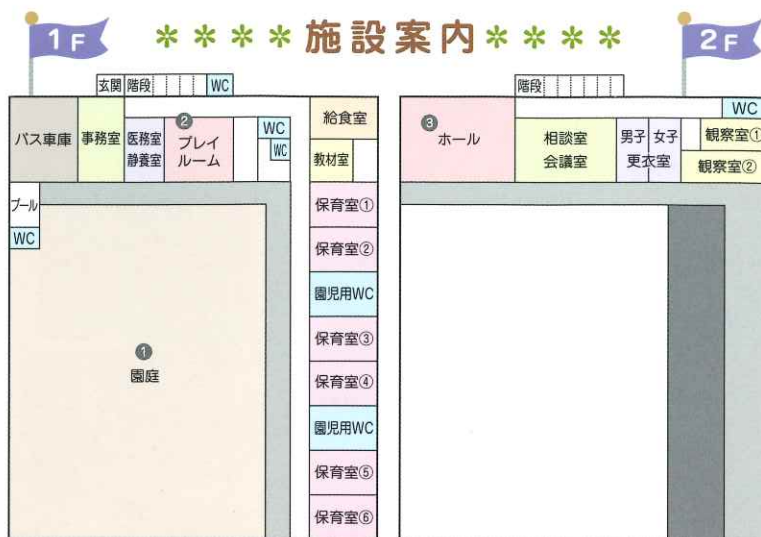 1F
****施設案内****
2F
玄関 階段 WC
バス車庫
事務室
医務室
静養室
❷
プレイ
ルーム
WC
WC
給食室
教材室
プール
WC
保育室①
保育室②
園児用WC
保育室③
保育室④
園児用WC
保育室⑤
保育室⑥
❶
園庭
階段
WC
❸
ホール
相談室
会議室
男子 女子
更衣室
観察室①
観察室②